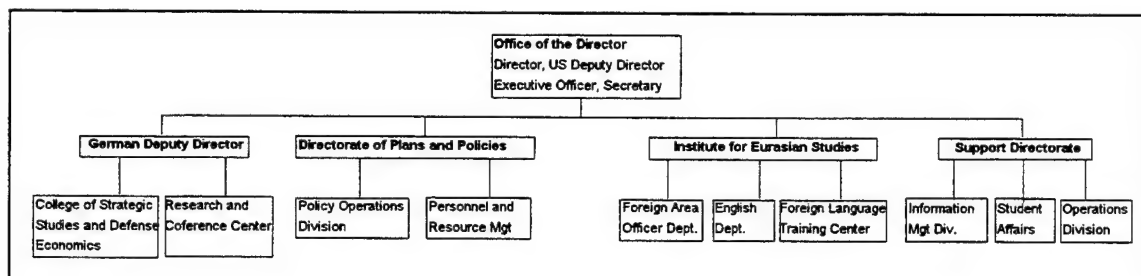 Office of the Director
Director, US Deputy Director
Executive Officer, Secretary
German Deputy Director
Directorate of Plans and Policies
Institute for Eurasian Studies
Support Directorate
College of Strategic
Studies and Defense
Economics
Research and
Coference Center
Policy Operations
Division
Personnel and
Resource Mgt
Foreign Area
Officer Dept.
English
Dept.
Foreign Language
Training Center
Information
Mgt Div.
Student
Affairs
Operations
Division